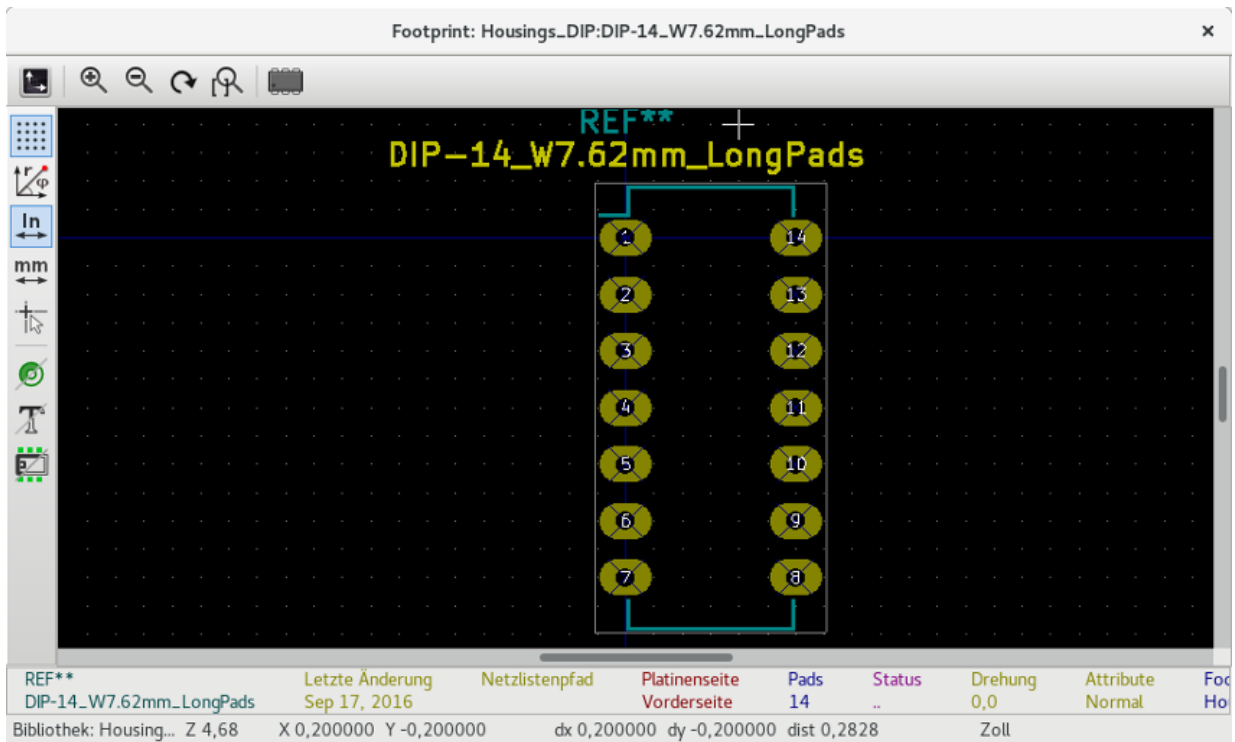 Footprint: Housings_DIP:DIP-14_W7.62mm_LongPads
REF**
DIP-14_W7.62mm_LongPads
1 14
2 13
3 12
4 11
5 10
6 9
7 8
In
mm
REF** Letzte Änderung Netzlistenpfad Platinenseite Pads Status Drehung Attribute Foo
DIP-14_W7.62mm_LongPads Sep 17, 2016 Vorderseite 14 .. 0,0 Normal Ho
Bibliothek: Housing... Z 4,68 X 0,200000 Y -0,200000 dx 0,200000 dy -0,200000 dist 0,2828 Zoll